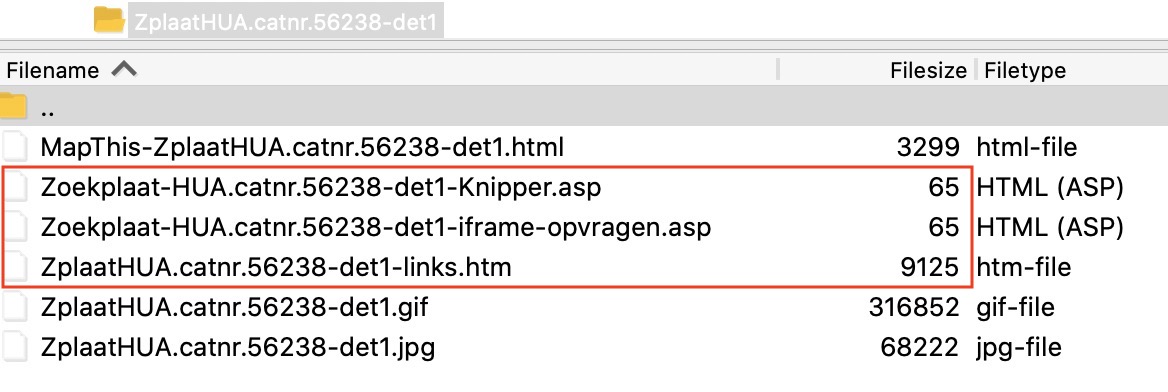 ZplaatHUA.catnr.56238-det1
Filename Filesize Filetype
..
MapThis-ZplaatHUA.catnr.56238-det1.html 3299 html-file
Zoekplaat-HUA.catnr.56238-det1-Knipper.asp 65 HTML (ASP)
Zoekplaat-HUA.catnr.56238-det1-iframe-opvragen.asp 65 HTML (ASP)
ZplaatHUA.catnr.56238-det1-links.htm 9125 htm-file
ZplaatHUA.catnr.56238-det1.gif 316852 gif-file
ZplaatHUA.catnr.56238-det1.jpg 68222 jpg-file